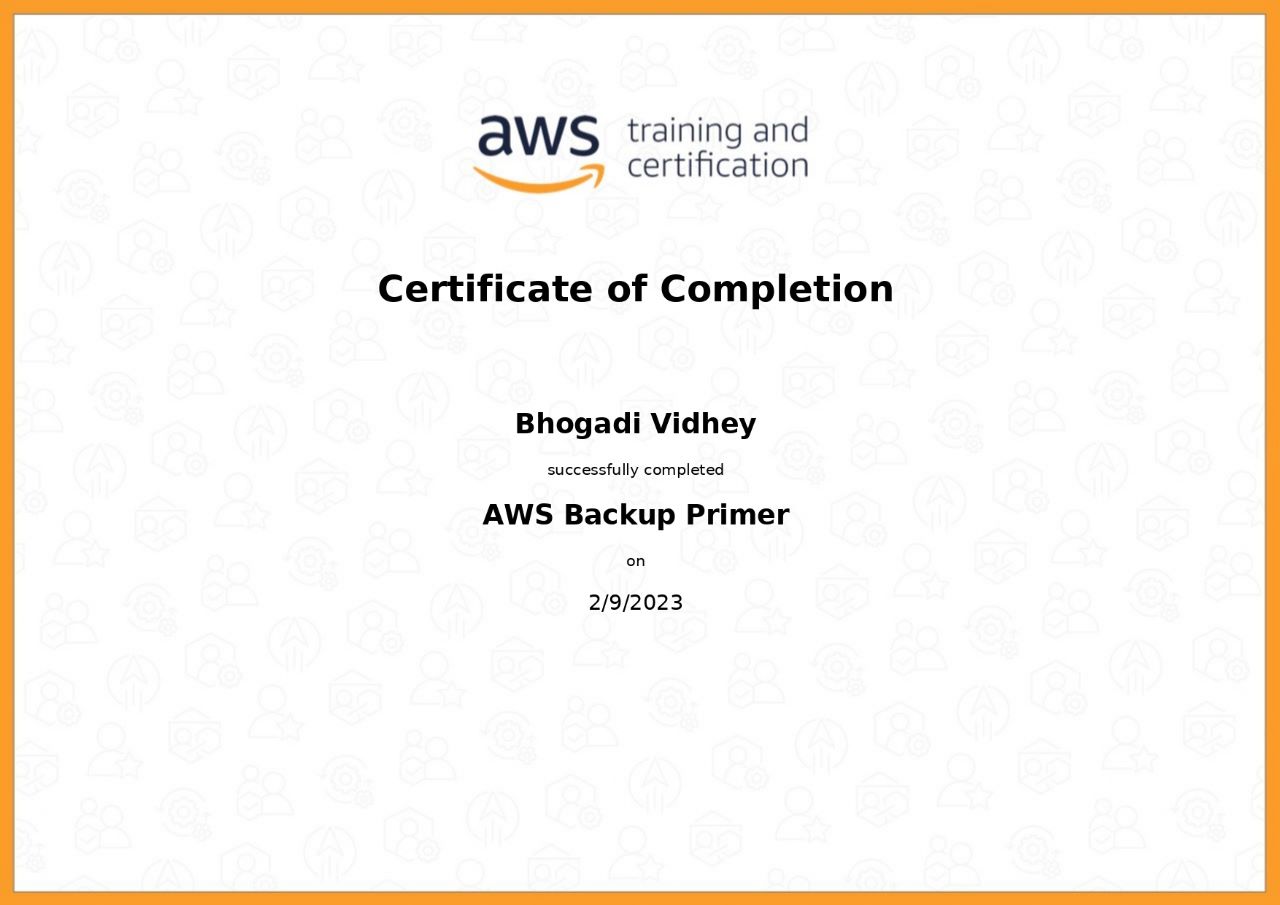 aws training and
certification
Certificate of Completion
Bhogadi Vidhey
successfully completed
AWS Backup Primer
on
2/9/2023